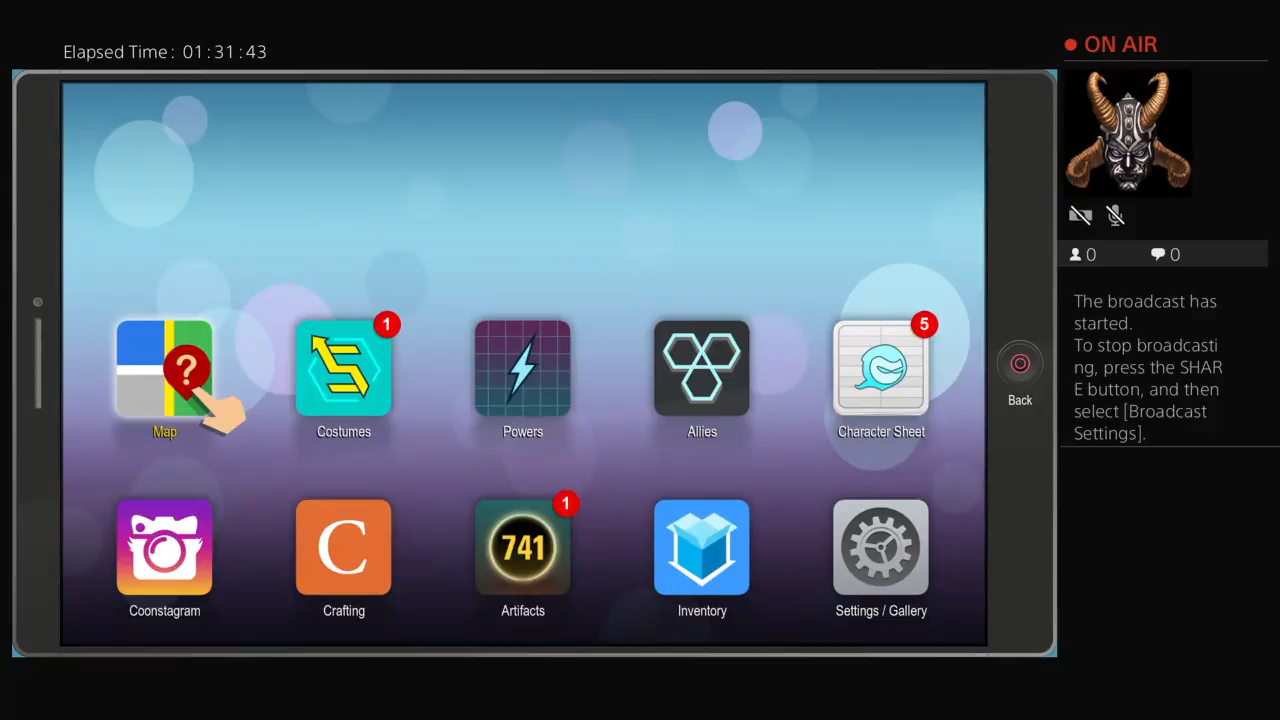 Elapsed Time: 01:31:43
ON AIR
0 0
The broadcast has
started.
To stop broadcasti
ng, press the SHAR
E button, and then
select [Broadcast
Settings].
?
1
5
Map
Costumes
Powers
Allies
Character Sheet
Back
C
741
1
Coonstagram
Crafting
Artifacts
Inventory
Settings / Gallery